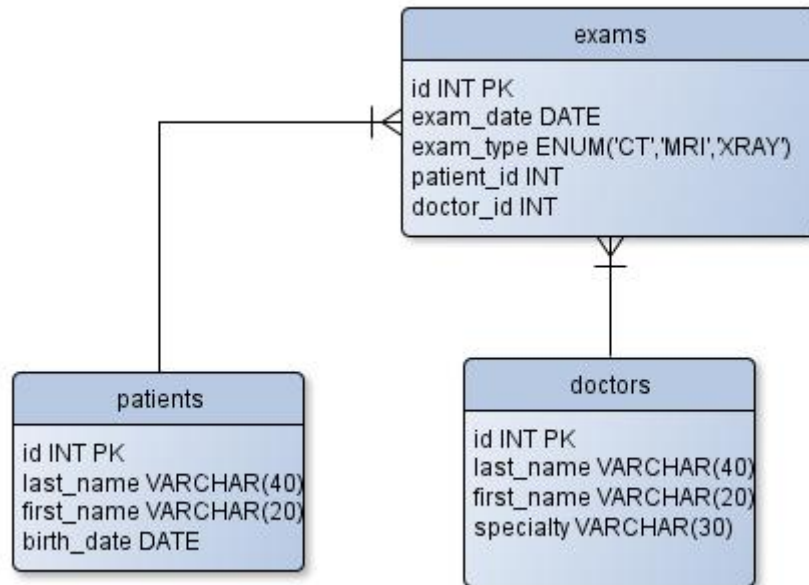 exams
id INT PK
exam_date DATE
exam_type ENUM('CT','MRI','XRAY')
patient_id INT
doctor_id INT
patients
id INT PK
last_name VARCHAR(40)
first_name VARCHAR(20)
birth_date DATE
doctors
id INT PK
last_name VARCHAR(40)
first_name VARCHAR(20)
specialty VARCHAR(30)